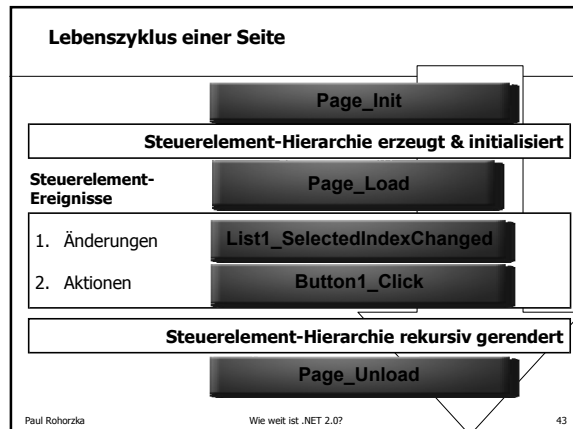 Lebenszyklus einer Seite
Page_Init
Steuerelement-Hierarchie erzeugt & initialisiert
Steuerelement-
Ereignisse
Page_Load
1. Änderungen
List1_SelectedIndexChanged
2. Aktionen
Button1_Click
Steuerelement-Hierarchie rekursiv gerendert
Page_Unload
Paul Rohorzka Wie weit ist .NET 2.0? 43